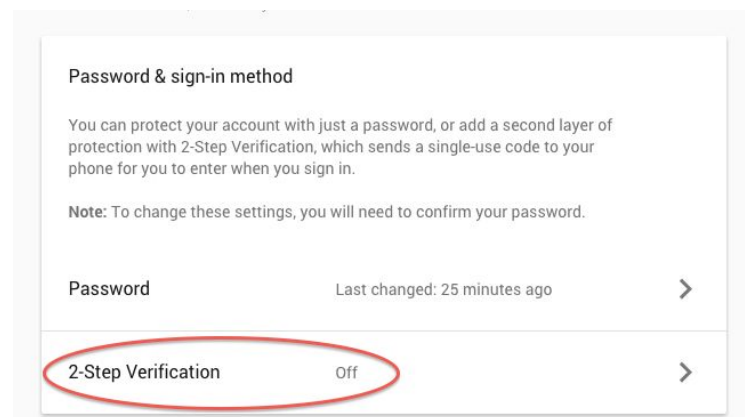 Password & sign-in method
You can protect your account with just a password, or add a second layer of
protection with 2-Step Verification, which sends a single-use code to your
phone for you to enter when you sign in.
Note: To change these settings, you will need to confirm your password.
Password Last changed: 25 minutes ago
2-Step Verification Off